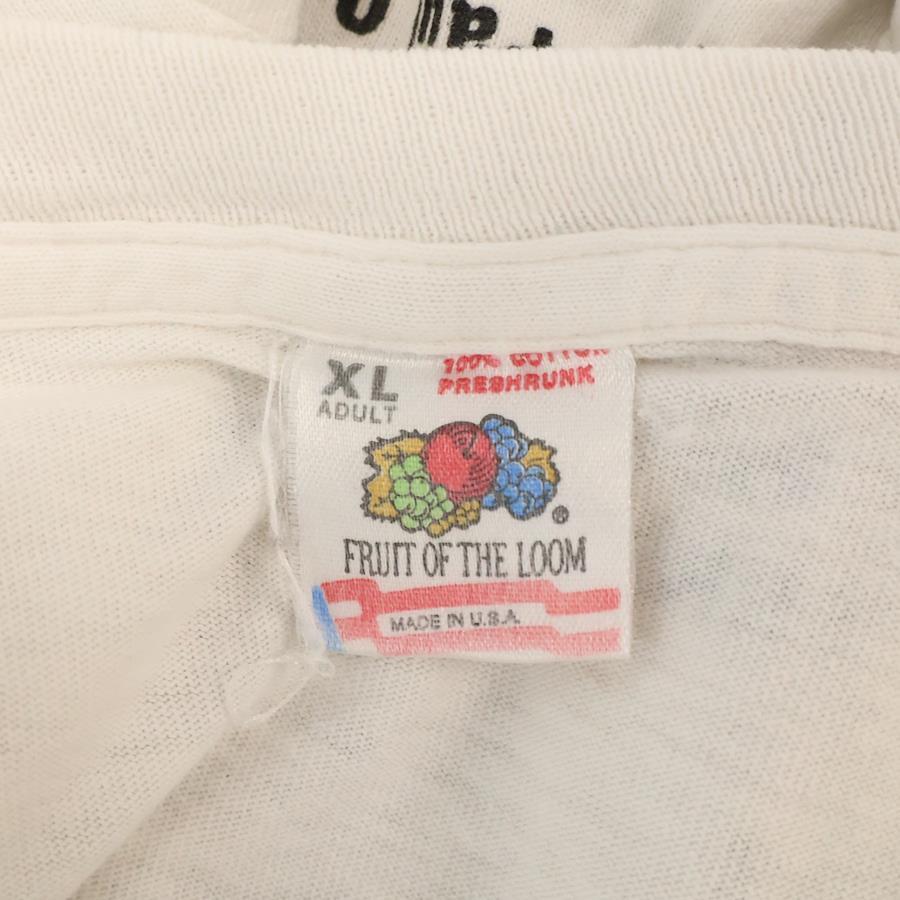 XL
ADULT
100% COTTON
PRESHRUNK
®
FRUIT OF THE LOOM
MADE IN U.S.A.